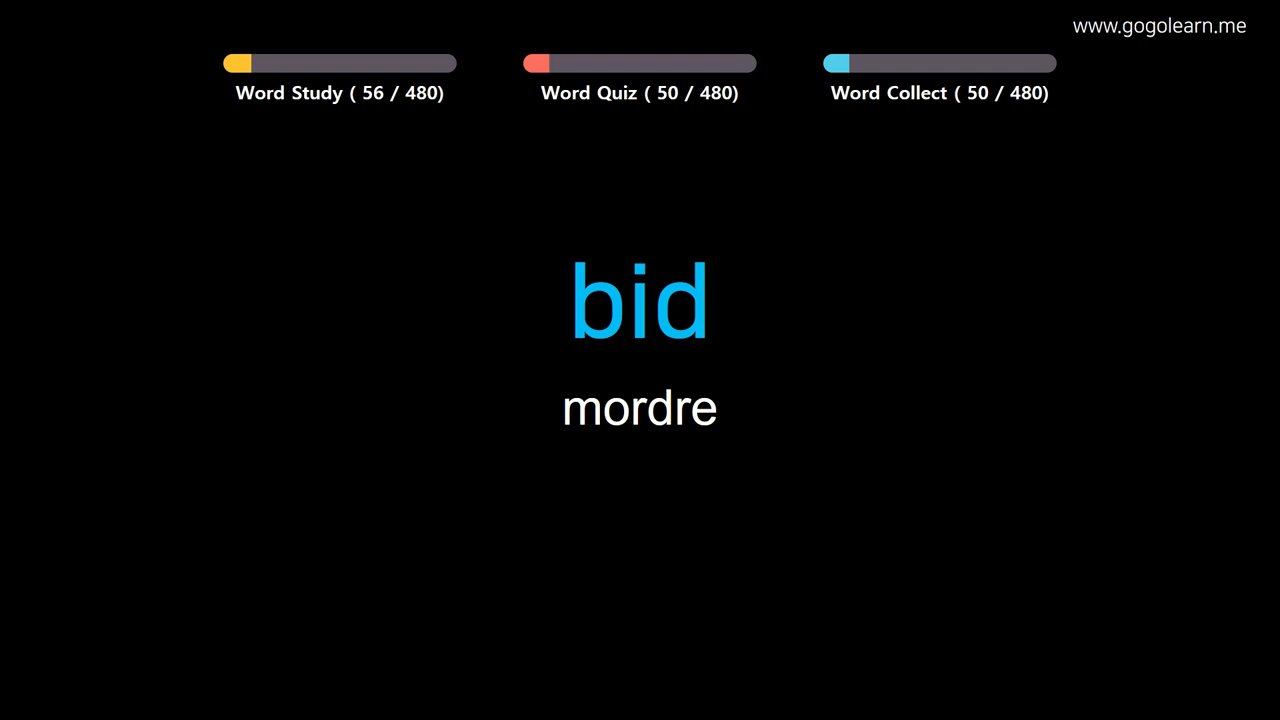 www.gogolearn.me
Word Study ( 56 / 480)
Word Quiz ( 50 / 480)
Word Collect ( 50 / 480)
bid
mordre